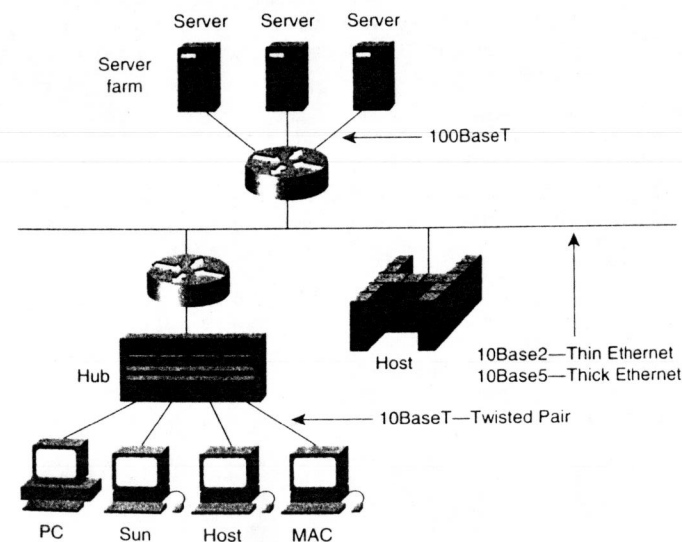 Server
Server
Server
Server
farm
100BaseT
Host
10Base2—Thin Ethernet
10Base5—Thick Ethernet
Hub
10BaseT—Twisted Pair
PC
Sun
Host
MAC